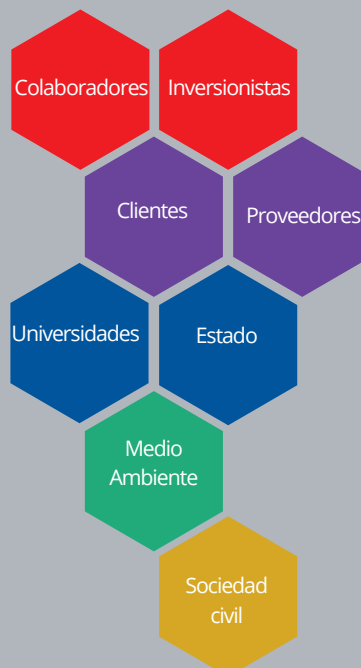 Colaboradores
Inversionistas
Clientes
Proveedores
Universidades
Estado
Medio
Ambiente
Sociedad
civil